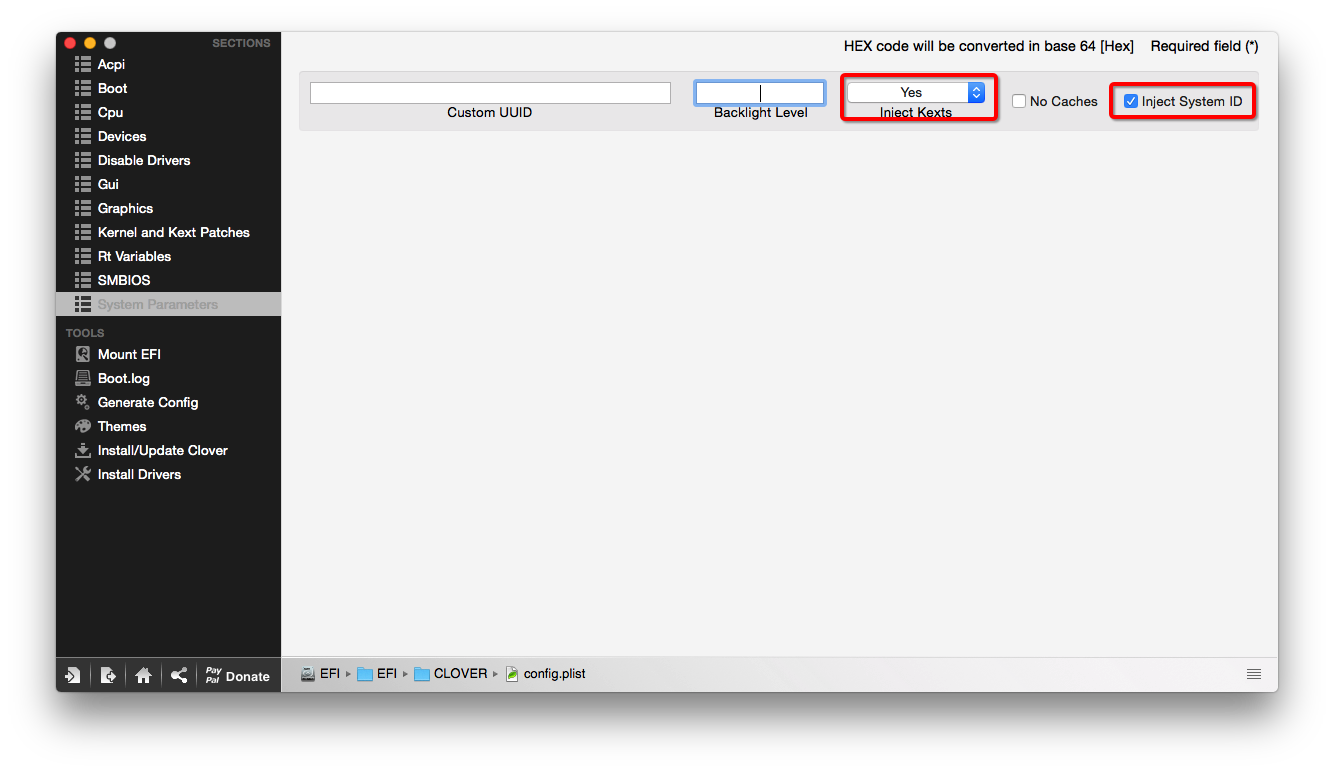 SECTIONS
Acpi
Boot
Cpu
Devices
Disable Drivers
Gui
Graphics
Kernel and Kext Patches
Rt Variables
SMBIOS
System Parameters
TOOLS
Mount EFI
Boot.log
Generate Config
Themes
Install/Update Clover
Install Drivers
Pay
Pal Donate
HEX code will be converted in base 64 [Hex] Required field (*)
Yes
No Caches Inject System ID
Custom UUID Backlight Level Inject Kexts
EFI EFI CLOVER config.plist